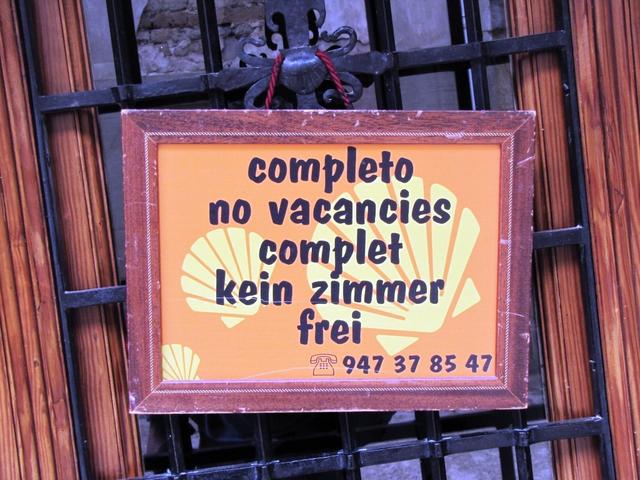 completo
no vacancies
complet
kein zimmer
frei
947 37 85 47